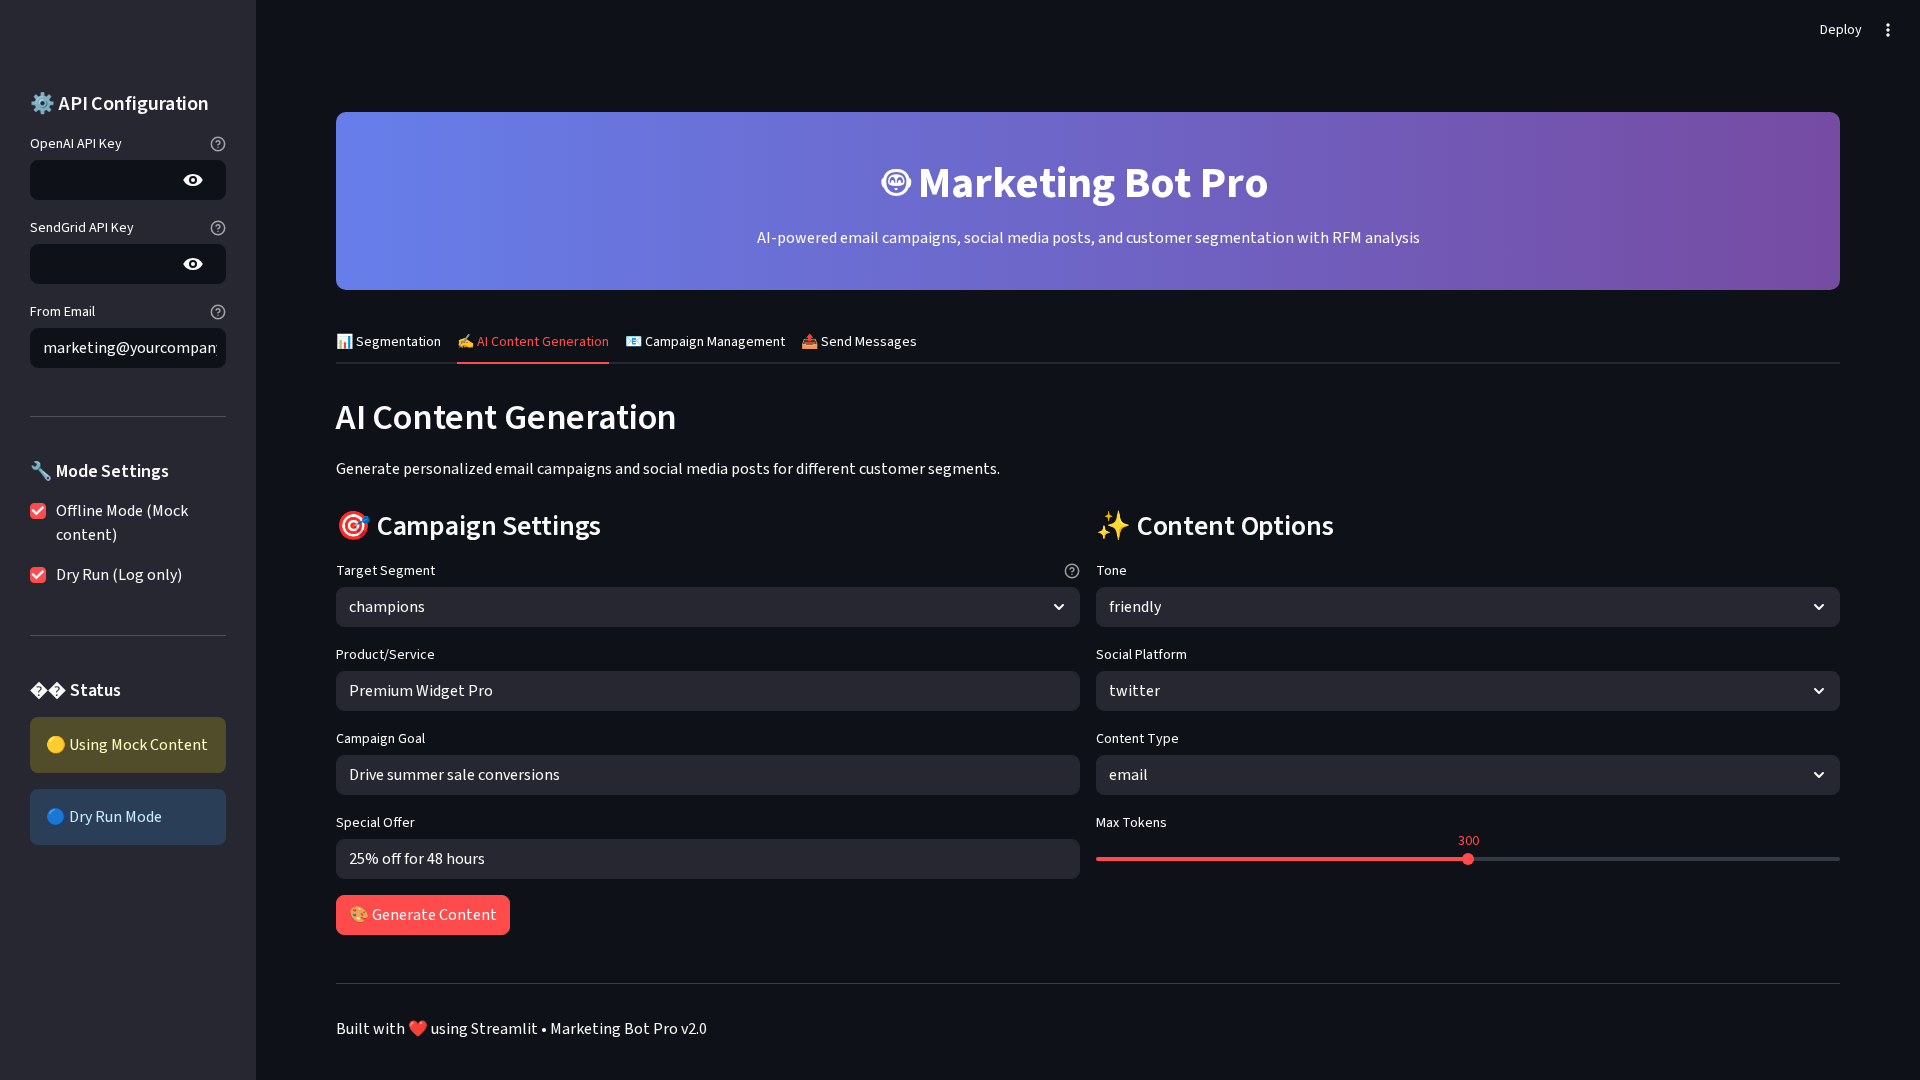 Deploy
⚙️ API Configuration
OpenAI API Key
SendGrid API Key
From Email
marketing@yourcompan
🔧 Mode Settings
Offline Mode (Mock
content)
Dry Run (Log only)
�� Status
🟡 Using Mock Content
🔵 Dry Run Mode
Marketing Bot Pro
AI-powered email campaigns, social media posts, and customer segmentation with RFM analysis
📊 Segmentation
✍️ AI Content Generation
📧 Campaign Management
📤 Send Messages
AI Content Generation
Generate personalized email campaigns and social media posts for different customer segments.
🎯 Campaign Settings
Target Segment
champions
Product/Service
Premium Widget Pro
Campaign Goal
Drive summer sale conversions
Special Offer
25% off for 48 hours
🎨 Generate Content
✨ Content Options
Tone
friendly
Social Platform
twitter
Content Type
email
Max Tokens
300
Built with ❤️ using Streamlit • Marketing Bot Pro v2.0